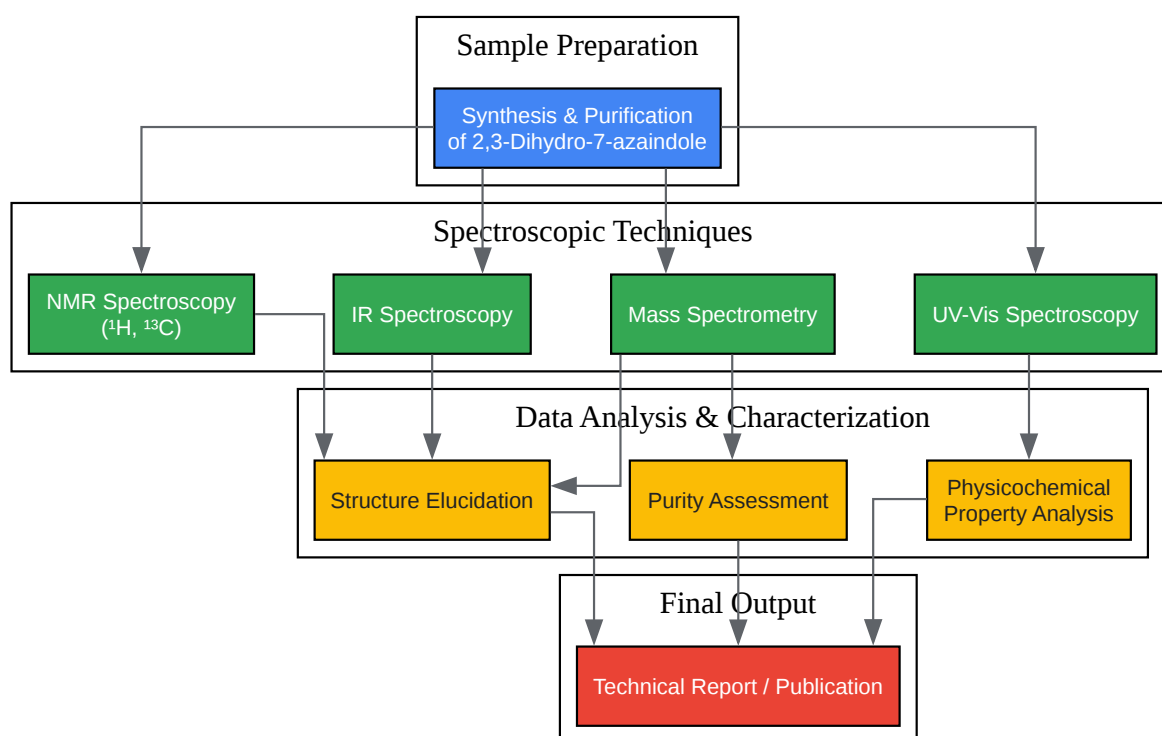 Sample Preparation
Synthesis & Purification
of 2,3-Dihydro-7-azaindole
Spectroscopic Techniques
NMR Spectroscopy
(¹H, ¹³C)
IR Spectroscopy
Mass Spectrometry
UV-Vis Spectroscopy
Data Analysis & Characterization
Structure Elucidation
Purity Assessment
Physicochemical
Property Analysis
Final Output
Technical Report / Publication